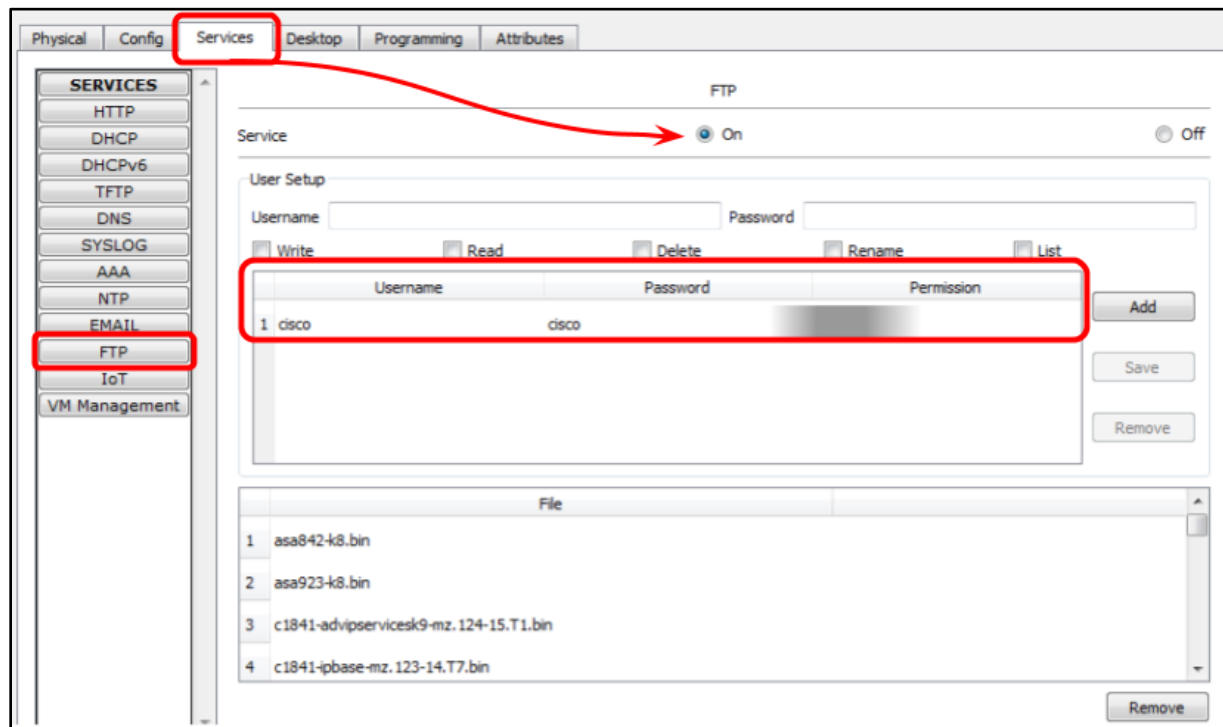 Physical Config Services Desktop Programming Attributes
SERVICES
HTTP
DHCP
DHCPv6
TFTP
DNS
SYSLOG
AAA
NTP
EMAIL
FTP
IoT
VM Management
FTP
Service On Off
User Setup
Username Password
Write Read Delete Rename List
Username Password Permission
1 cisco cisco
Add
Save
Remove
File
1 asa842-k8.bin
2 asa923-k8.bin
3 c1841-advipservicesk9-mz.124-15.T1.bin
4 c1841-ipbase-mz.123-14.T7.bin
Remove